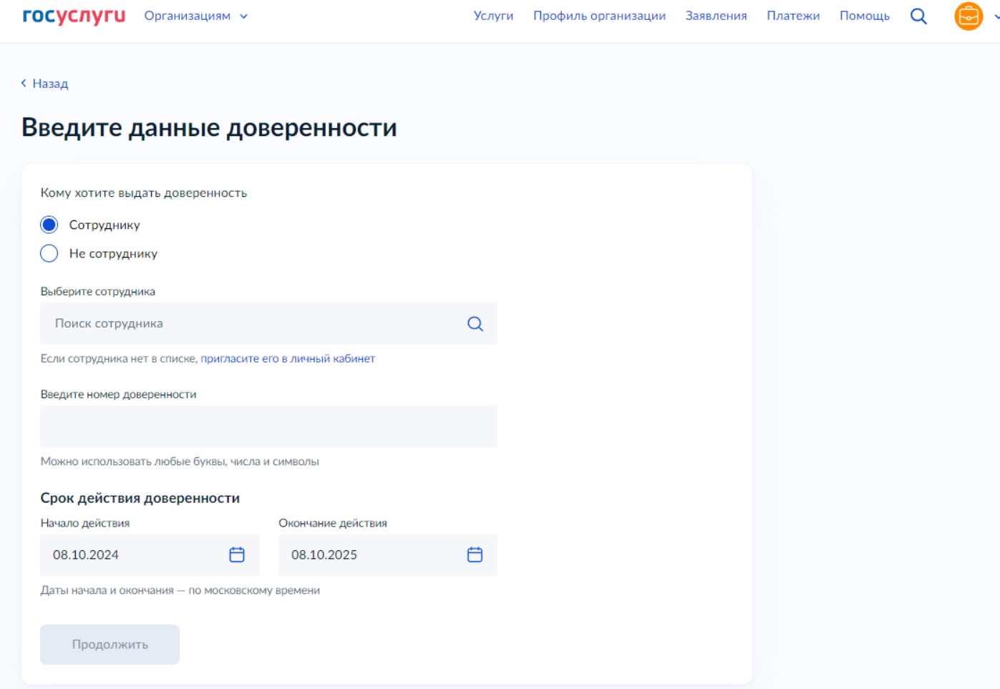 госуслуги Организациям Услуги Профиль организации Заявления Платежи Помощь
Назад
Введите данные доверенности
Кому хотите выдать доверенность
Сотруднику
Не сотруднику
Выберите сотрудника
Поиск сотрудника
Если сотрудника нет в списке, пригласите его в личный кабинет
Введите номер доверенности
Можно использовать любые буквы, числа и символы
Срок действия доверенности
Начало действия Окончание действия
08.10.2024 08.10.2025
Даты начала и окончания — по московскому времени
Продолжить